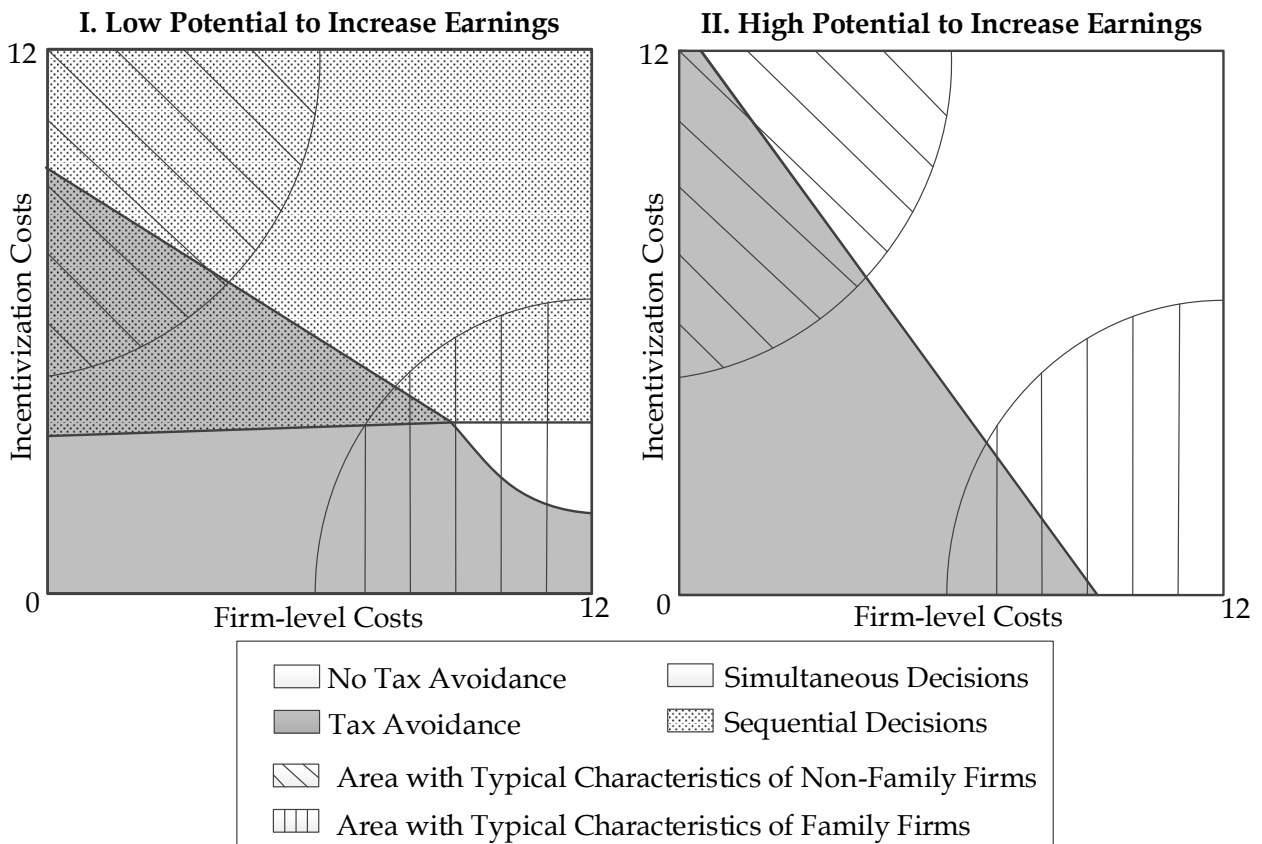 I. Low Potential to Increase Earnings
II. High Potential to Increase Earnings
12
12
Incentivization Costs
Incentivization Costs
0
Firm-level Costs
12
0
Firm-level Costs
12
No Tax Avoidance
Simultaneous Decisions
Tax Avoidance
Sequential Decisions
Area with Typical Characteristics of Non-Family Firms
Area with Typical Characteristics of Family Firms